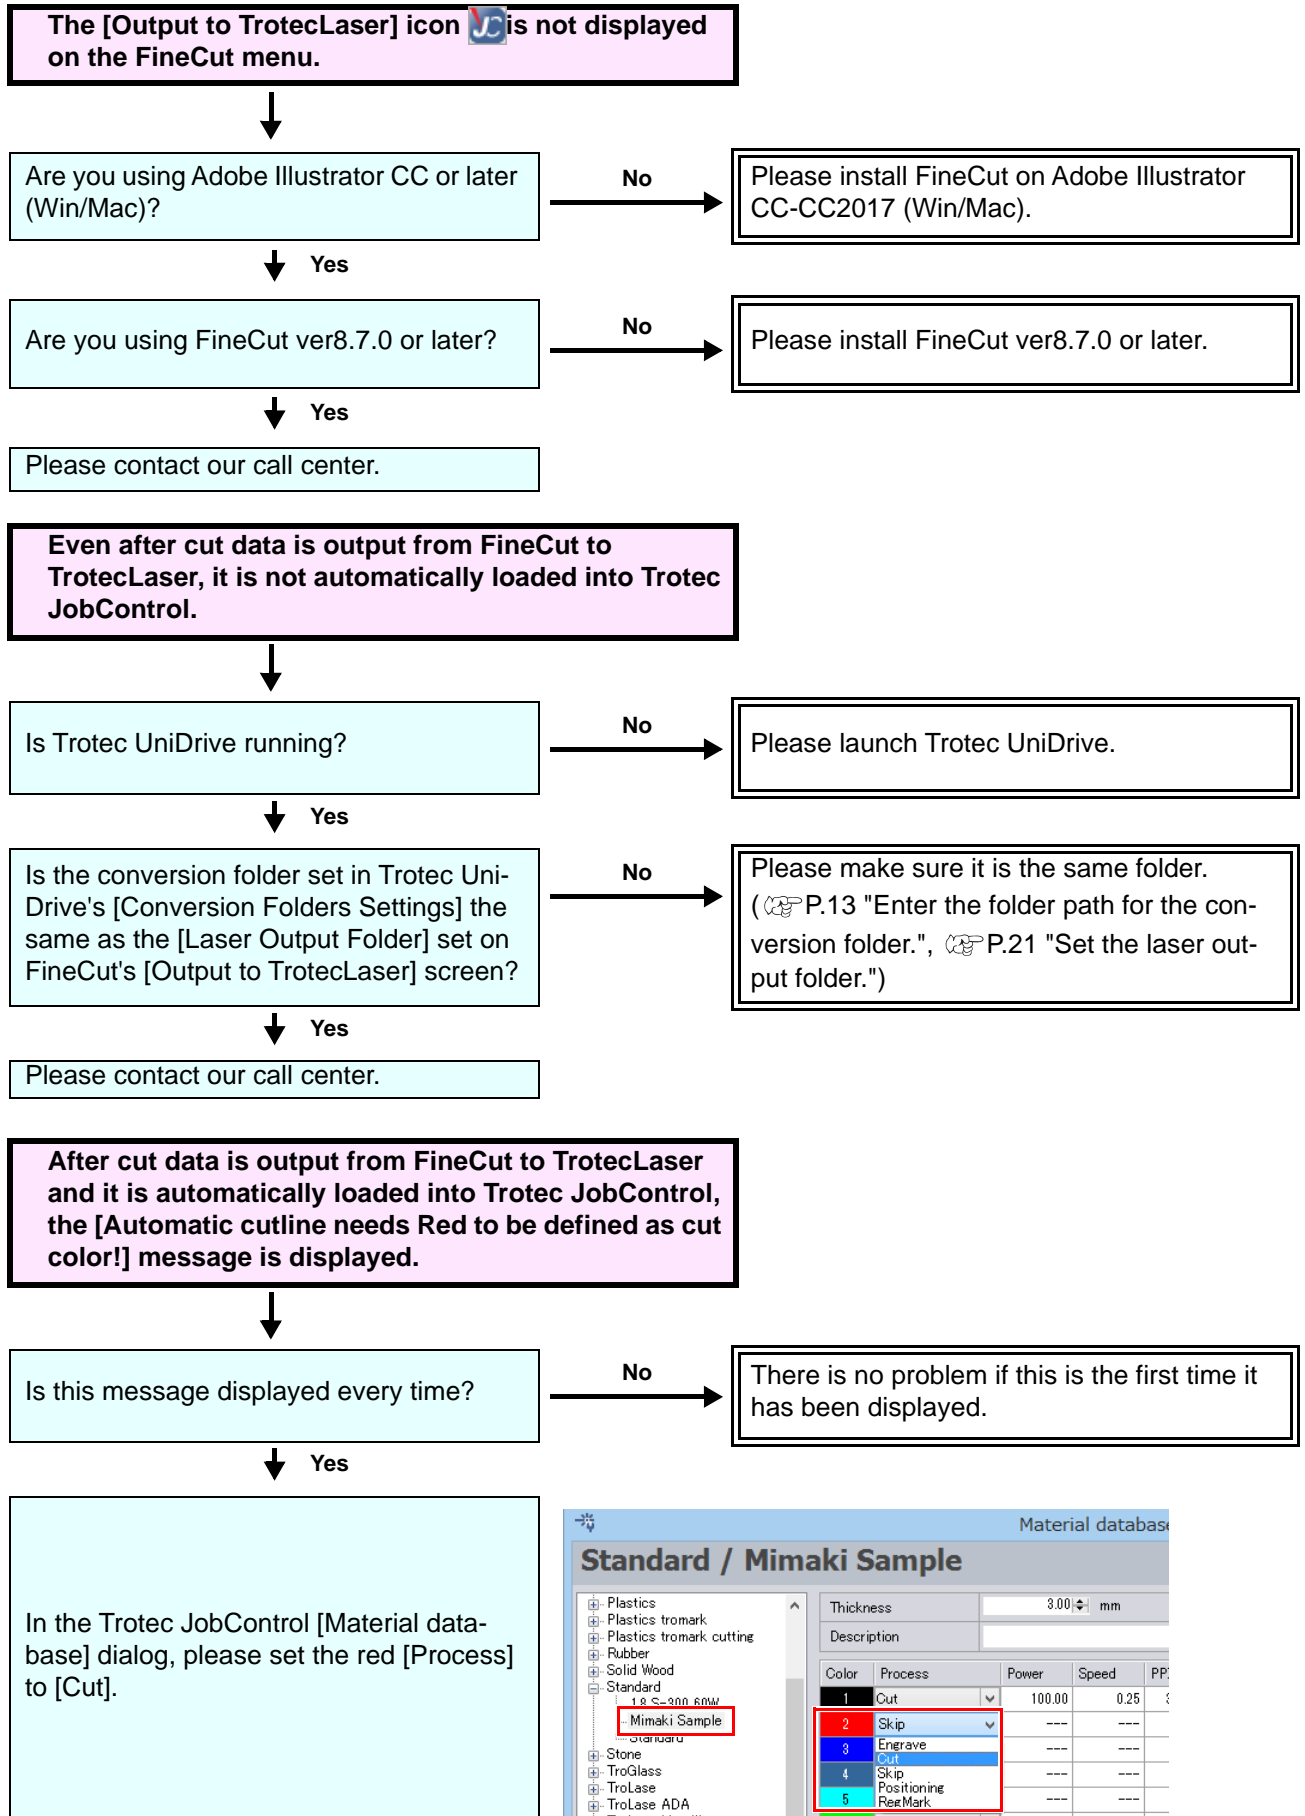 The [Output to TrotecLaser] icon is not displayed
on the FineCut menu.
Are you using Adobe Illustrator CC or later
(Win/Mac)?
No
Please install FineCut on Adobe Illustrator
CC-CC2017 (Win/Mac).
Yes
Are you using FineCut ver8.7.0 or later?
No
Please install FineCut ver8.7.0 or later.
Yes
Please contact our call center.
Even after cut data is output from FineCut to
TrotecLaser, it is not automatically loaded into Trotec
JobControl.
Is Trotec UniDrive running?
No
Please launch Trotec UniDrive.
Yes
Is the conversion folder set in Trotec Uni-
Drive's [Conversion Folders Settings] the
same as the [Laser Output Folder] set on
FineCut's [Output to TrotecLaser] screen?
No
Please make sure it is the same folder.
(☞P.13 "Enter the folder path for the con-
version folder.", ☞P.21 "Set the laser out-
put folder.")
Yes
Please contact our call center.
After cut data is output from FineCut to TrotecLaser
and it is automatically loaded into Trotec JobControl,
the [Automatic cutline needs Red to be defined as cut
color!] message is displayed.
Is this message displayed every time?
No
There is no problem if this is the first time it
has been displayed.
Yes
In the Trotec JobControl [Material data-
base] dialog, please set the red [Process]
to [Cut].
Material database
Standard / Mimaki Sample
Plastics
Plastics tromark
Plastics tromark cutting
Rubber
Solid Wood
Standard
1.8 S-300 60W
Mimaki Sample
Standard
Stone
TroGlass
TroLase
TroLase ADA
Thickness 3.00 mm
Description
Color Process Power Speed PP
1 Cut 100.00 0.25
2 Skip --- ---
3 Engrave --- ---
Cut
4 Skip --- ---
Positioning
5 RegMark --- ---